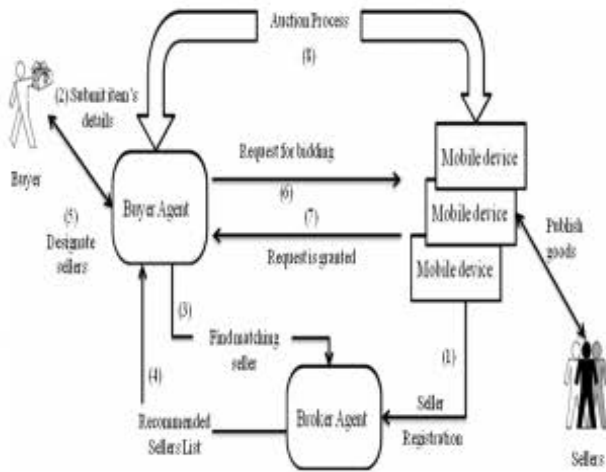 Auction Process
(8)
(2) Submit item's
details
Buyer
Buyer Agent
(5)
Designate
sellers
Request for bidding
(6)
(7)
Request is granted
Mobile device
Mobile device
Mobile device
Publish
goods
(3)
Find matching
seller
(4)
Recommended
Sellers List
Broker Agent
(1)
Seller
Registration
Sellers